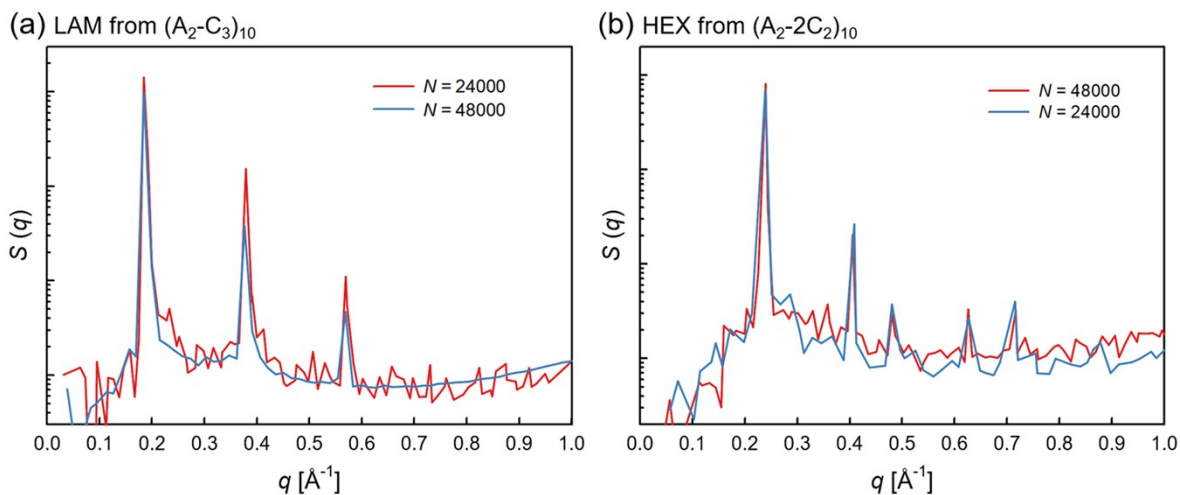 (a) LAM from (A₂-C₃)₁₀
N = 24000
N = 48000
S (q)
0.0 0.1 0.2 0.3 0.4 0.5 0.6 0.7 0.8 0.9 1.0
q [Å⁻¹]
(b) HEX from (A₂-2C₂)₁₀
N = 48000
N = 24000
S (q)
0.0 0.1 0.2 0.3 0.4 0.5 0.6 0.7 0.8 0.9 1.0
q [Å⁻¹]